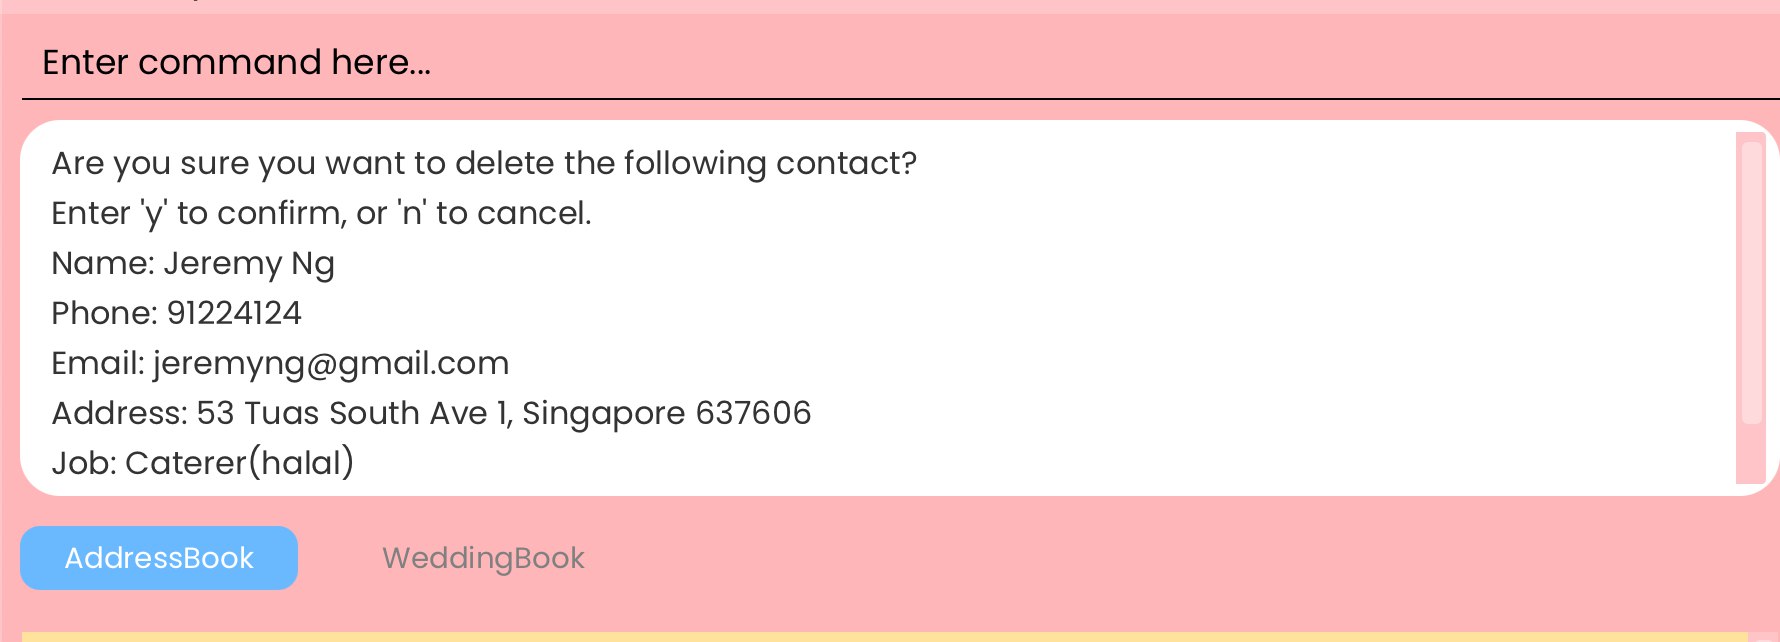 Enter command here...
Are you sure you want to delete the following contact?
Enter 'y' to confirm, or 'n' to cancel.
Name: Jeremy Ng
Phone: 91224124
Email: jeremyng@gmail.com
Address: 53 Tuas South Ave 1, Singapore 637606
Job: Caterer(halal)
AddressBook
WeddingBook